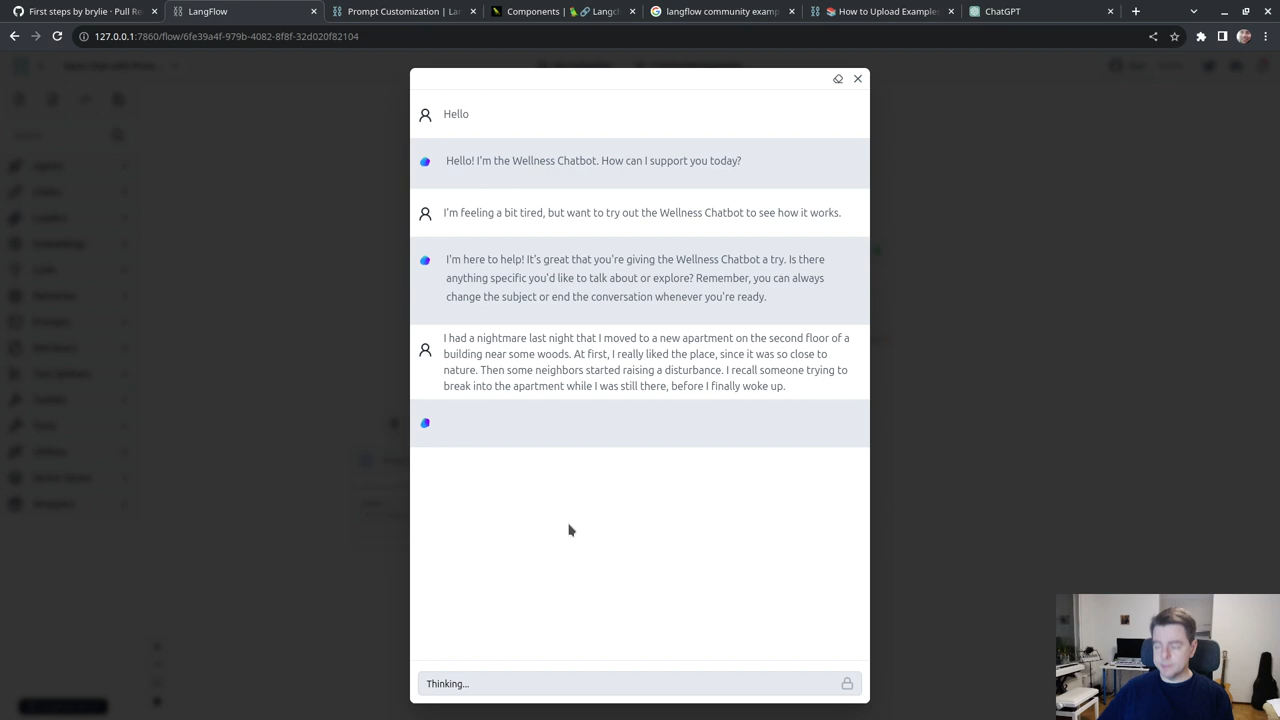 First steps by brylie · Pull Re
LangFlow
Prompt Customization | Lan
Components | 🦜🔗 Langch
langflow community examp
📚 How to Upload Examples
ChatGPT
127.0.0.1:7860/flow/6fe39a4f-979b-4082-8f8f-32d020f82104
Hello
Hello! I'm the Wellness Chatbot. How can I support you today?
I'm feeling a bit tired, but want to try out the Wellness Chatbot to see how it works.
I'm here to help! It's great that you're giving the Wellness Chatbot a try. Is there
anything specific you'd like to talk about or explore? Remember, you can always
change the subject or end the conversation whenever you're ready.
I had a nightmare last night that I moved to a new apartment on the second floor of a
building near some woods. At first, I really liked the place, since it was so close to
nature. Then some neighbors started raising a disturbance. I recall someone trying to
break into the apartment while I was still there, before I finally woke up.
Thinking...